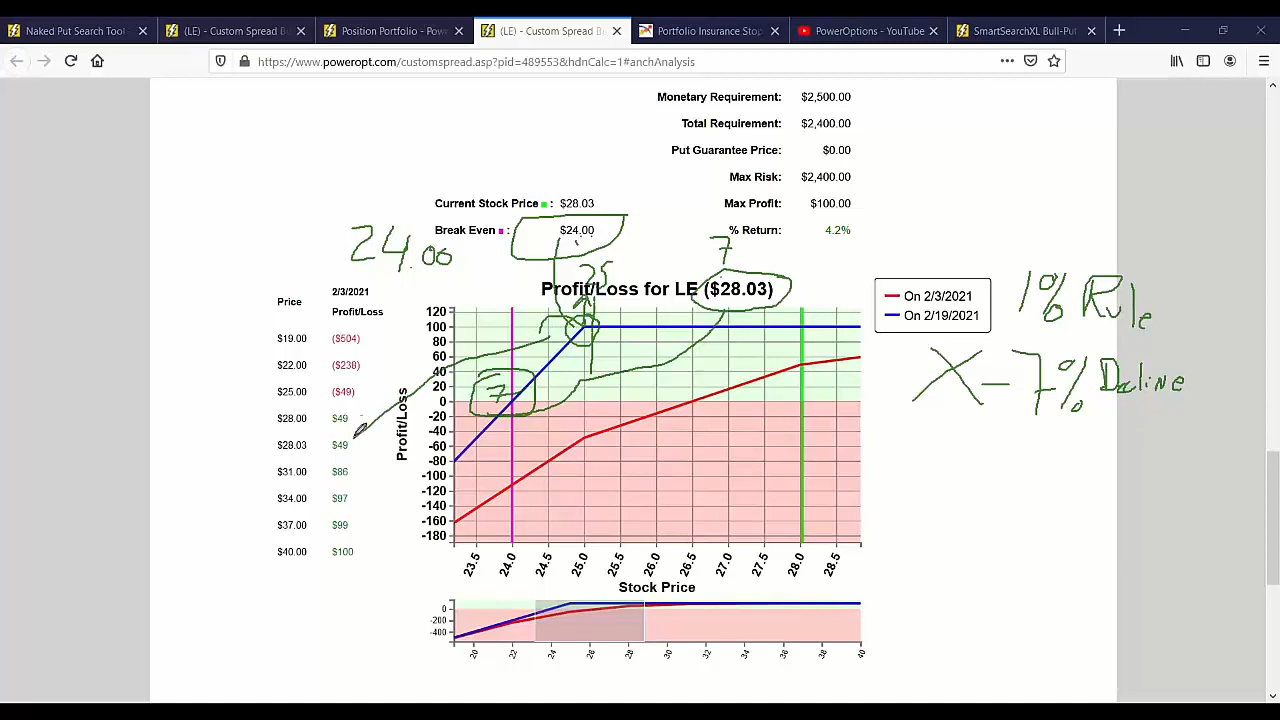 Naked Put Search Tool
(LE) - Custom Spread B
Position Portfolio - Pow
(LE) - Custom Spread Bu
Portfolio Insurance Stop
PowerOptions - YouTube
SmartSearchXL Bull-Put
https://www.poweropt.com/customspread.asp?pid=489553&hdnCalc=1#anchAnalysis
Monetary Requirement: $2,500.00
Total Requirement: $2,400.00
Put Guarantee Price: $0.00
Max Risk: $2,400.00
Current Stock Price : $28.03
Max Profit: $100.00
Break Even : $24.00
% Return: 4.2%
24.00
7
25
Profit/Loss for LE ($28.03)
On 2/3/2021
On 2/19/2021
1% Rule
X - 7% Decline
7
Price
2/3/2021
Profit/Loss
$19.00 ($504)
$22.00 ($238)
$25.00 ($49)
$28.00 $49
$28.03 $49
$31.00 $86
$34.00 $97
$37.00 $99
$40.00 $100
Profit/Loss
120
100
80
60
40
20
0
-20
-40
-60
-80
-100
-120
-140
-160
-180
23.5 24.0 24.5 25.0 25.5 26.0 26.5 27.0 27.5 28.0 28.5
Stock Price
0
-200
-400
20 22 24 26 28 30 32 34 36 38 40